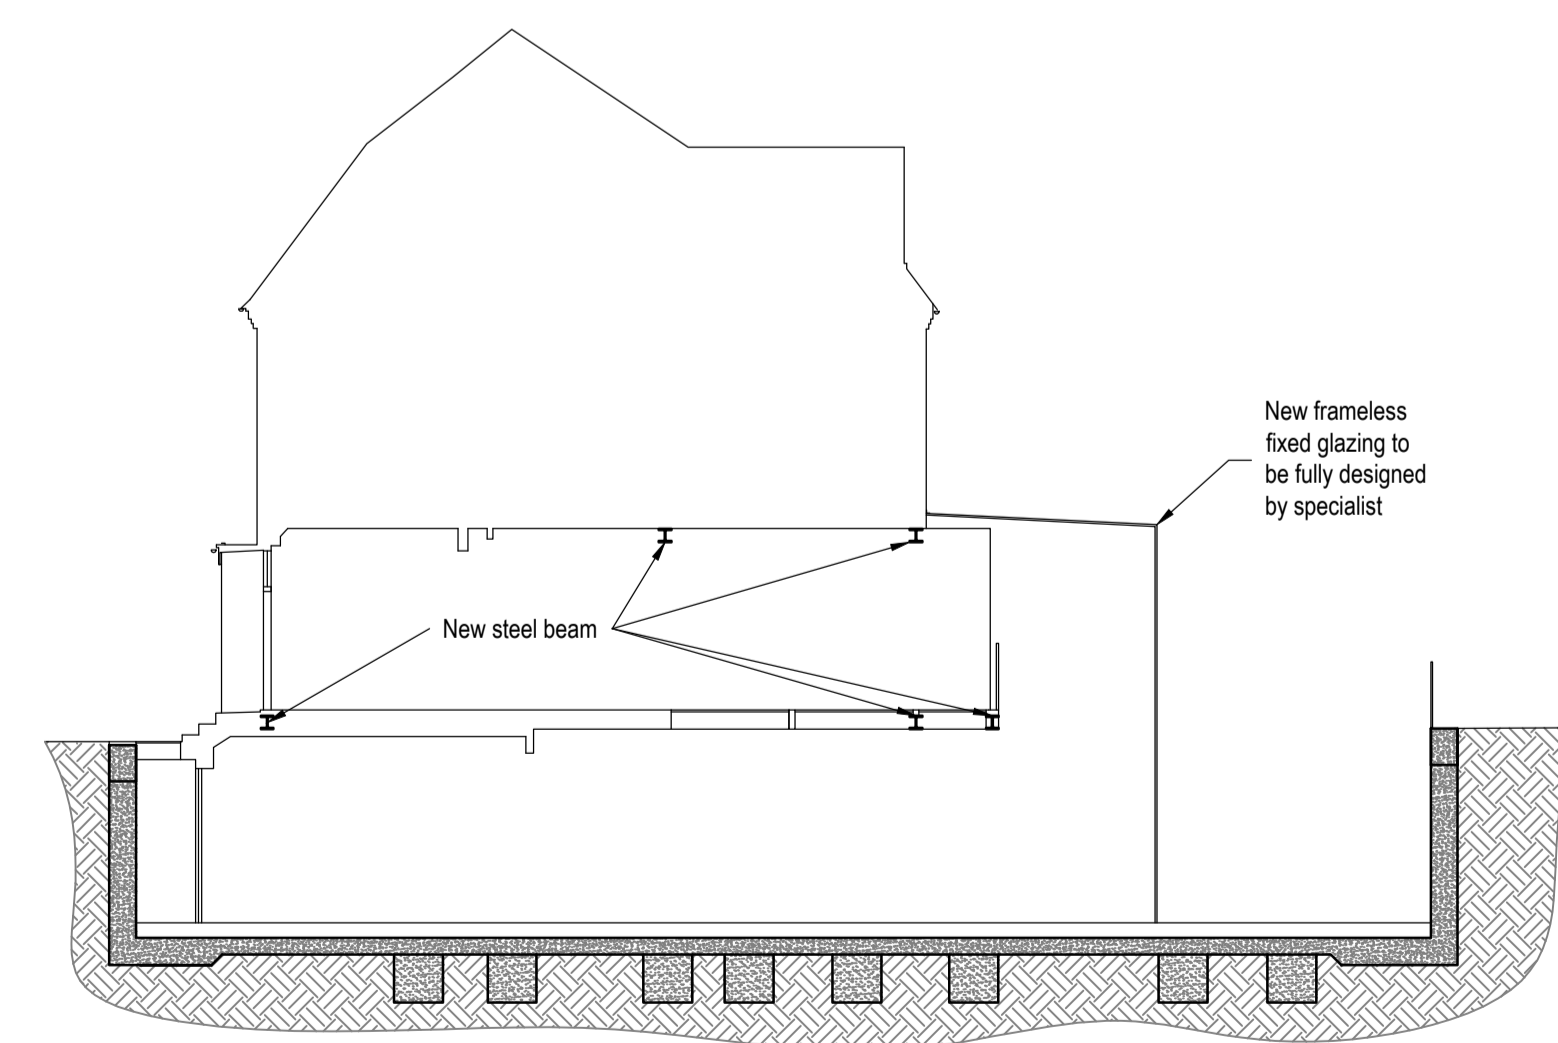 New frameless
fixed glazing to
be fully designed
by specialist
New steel beam